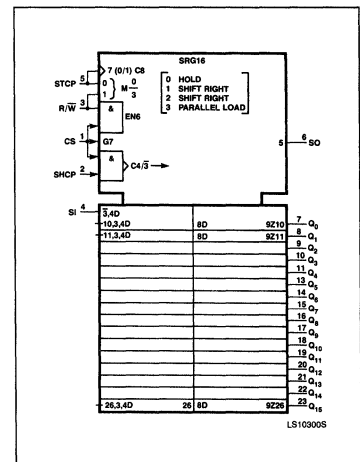 SRG16
7 (0/1) C8
STCP 5 0 } M 0/3
R/W̅ 3 1
[ 0 HOLD
1 SHIFT RIGHT
2 SHIFT RIGHT
3 PARALLEL LOAD ]
& EN6
CS 1 G7
& C4/3̅
SHCP 2
5 6 SO
SI 4 3̅,4D
10,3,4D 8D 9Z10 7 Q0
11,3,4D 8D 9Z11 8 Q1
9 Q2
10 Q3
11 Q4
13 Q5
14 Q6
15 Q7
16 Q8
17 Q9
18 Q10
19 Q11
20 Q12
21 Q13
22 Q14
26,3,4D 26 8D 9Z26 23 Q15
LS10300S